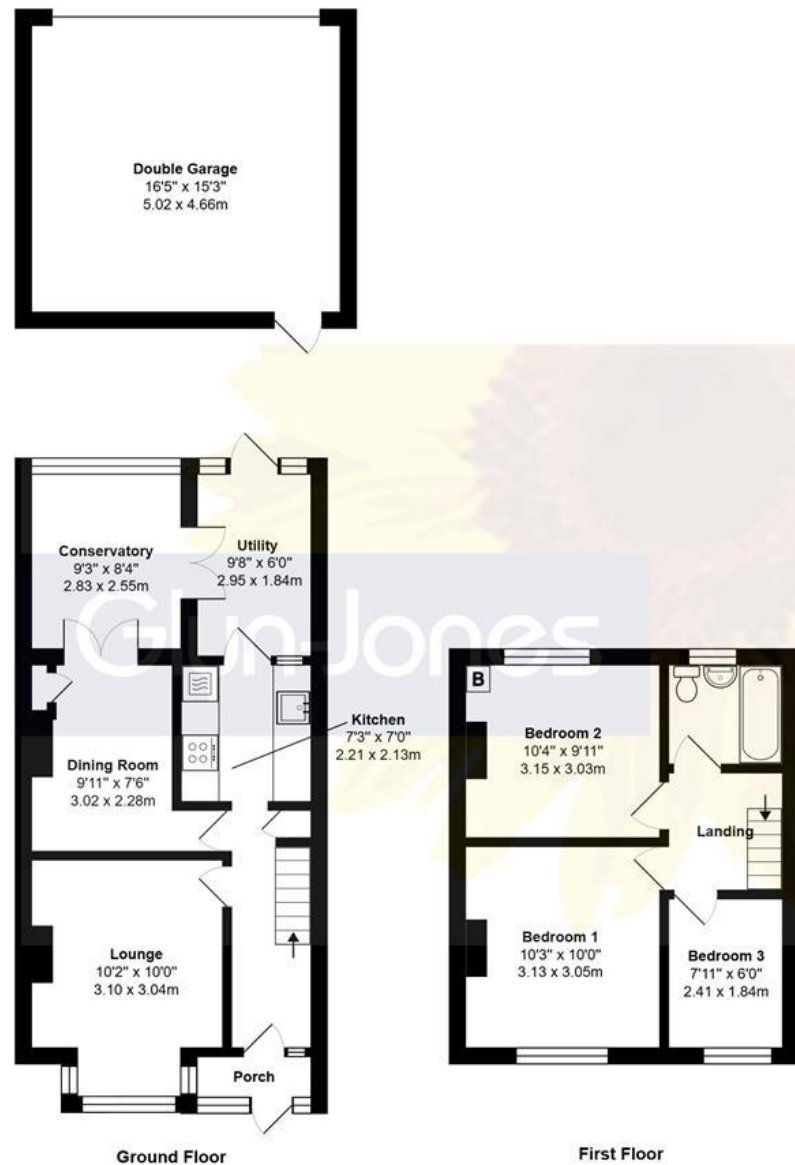 Double Garage
16'5" x 15'3"
5.02 x 4.66m
Conservatory
9'3" x 8'4"
2.83 x 2.55m
Utility
9'8" x 6'0"
2.95 x 1.84m
Glyn-Jones
Kitchen
7'3" x 7'0"
2.21 x 2.13m
Dining Room
9'11" x 7'6"
3.02 x 2.28m
Lounge
10'2" x 10'0"
3.10 x 3.04m
Porch
Ground Floor
B
Bedroom 2
10'4" x 9'11"
3.15 x 3.03m
Landing
Bedroom 1
10'3" x 10'0"
3.13 x 3.05m
Bedroom 3
7'11" x 6'0"
2.41 x 1.84m
First Floor